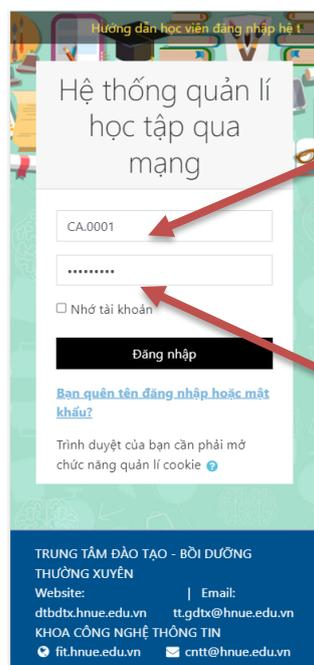 Hướng dẫn học viên đăng nhập hệ t
Hệ thống quản lí
học tập qua
mạng
CA.0001
•••••••••
Nhớ tài khoản
Đăng nhập
Bạn quên tên đăng nhập hoặc mật
khẩu?
Trình duyệt của bạn cần phải mở
chức năng quản lí cookie
TRUNG TÂM ĐÀO TẠO - BỒI DƯỠNG
THƯỜNG XUYÊN
Website: | Email:
dtbdtx.hnue.edu.vn tt.gdtx@hnue.edu.vn
KHOA CÔNG NGHỆ THÔNG TIN
fit.hnue.edu.vn cntt@hnue.edu.vn